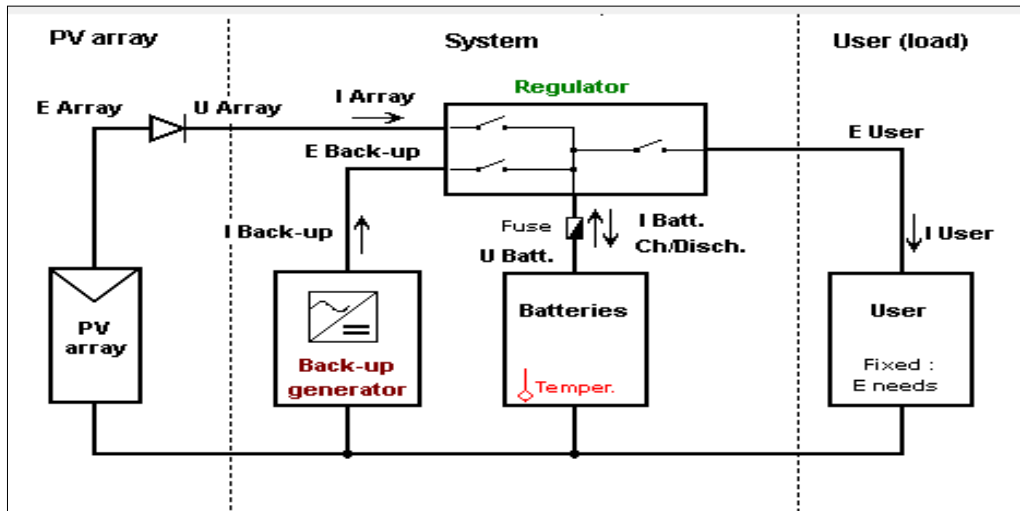 PV array
System
User (load)
Regulator
E Array
U Array
I Array
E Back-up
E User
I Back-up
Fuse
U Batt.
I Batt.
Ch/Disch.
I User
PV
array
Back-up
generator
Batteries
Temper.
User
Fixed :
E needs